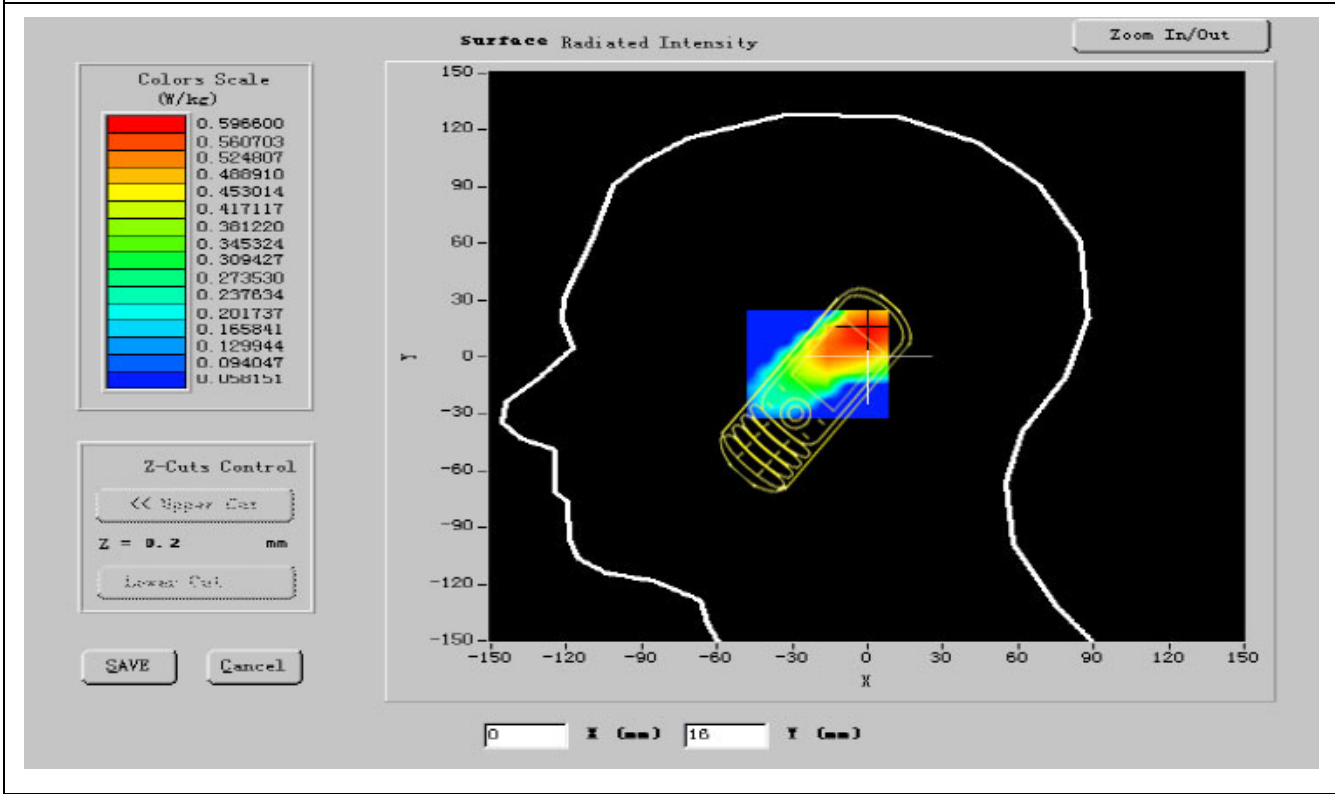 Surface Radiated Intensity
Zoom In/Out
Colors Scale
(W/kg)
0.596600
0.560703
0.524807
0.488910
0.453014
0.417117
0.381220
0.345324
0.309427
0.273530
0.237634
0.201737
0.165841
0.129944
0.094047
0.058151
Z-Cuts Control
<< Upper Cut
Z = 0.2 mm
Lower Cut
SAVE Cancel
150
120
90
60
30
0
-30
-60
-90
-120
-150
Y
-150 -120 -90 -60 -30 0 30 60 90 120 150
X
0 X (mm) 16 Y (mm)